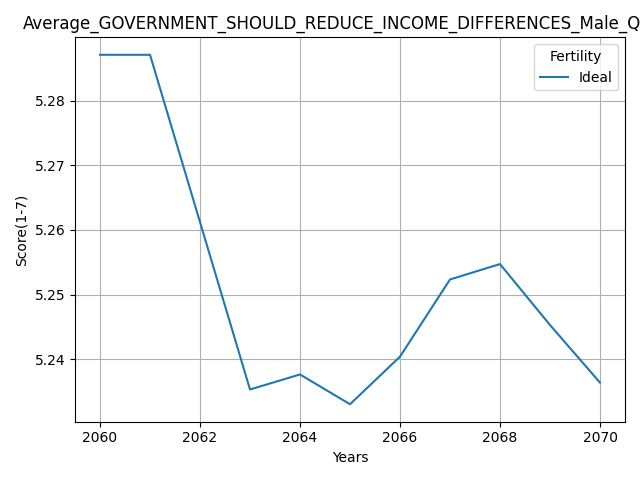 Average_GOVERNMENT_SHOULD_REDUCE_INCOME_DIFFERENCES_Male_Q
Fertility
Ideal
Score(1-7)
5.28
5.27
5.26
5.25
5.24
2060 2062 2064 2066 2068 2070
Years